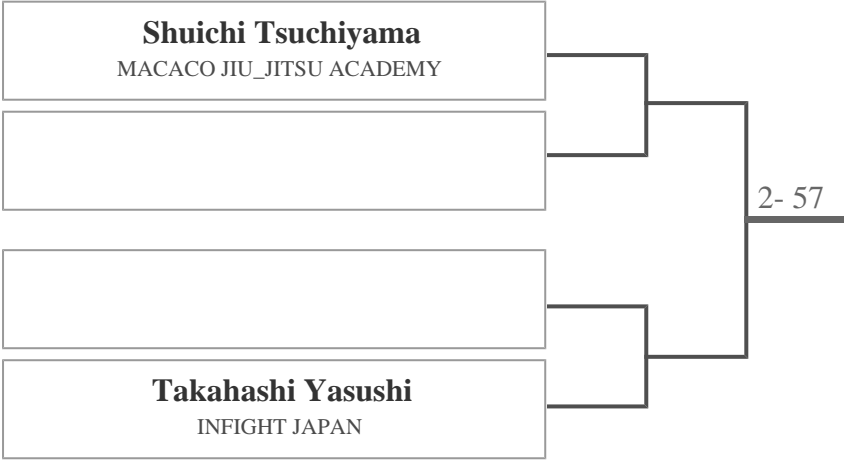 Shuichi Tsuchiyama
MACACO JIU_JITSU ACADEMY
2- 57
Takahashi Yasushi
INFIGHT JAPAN